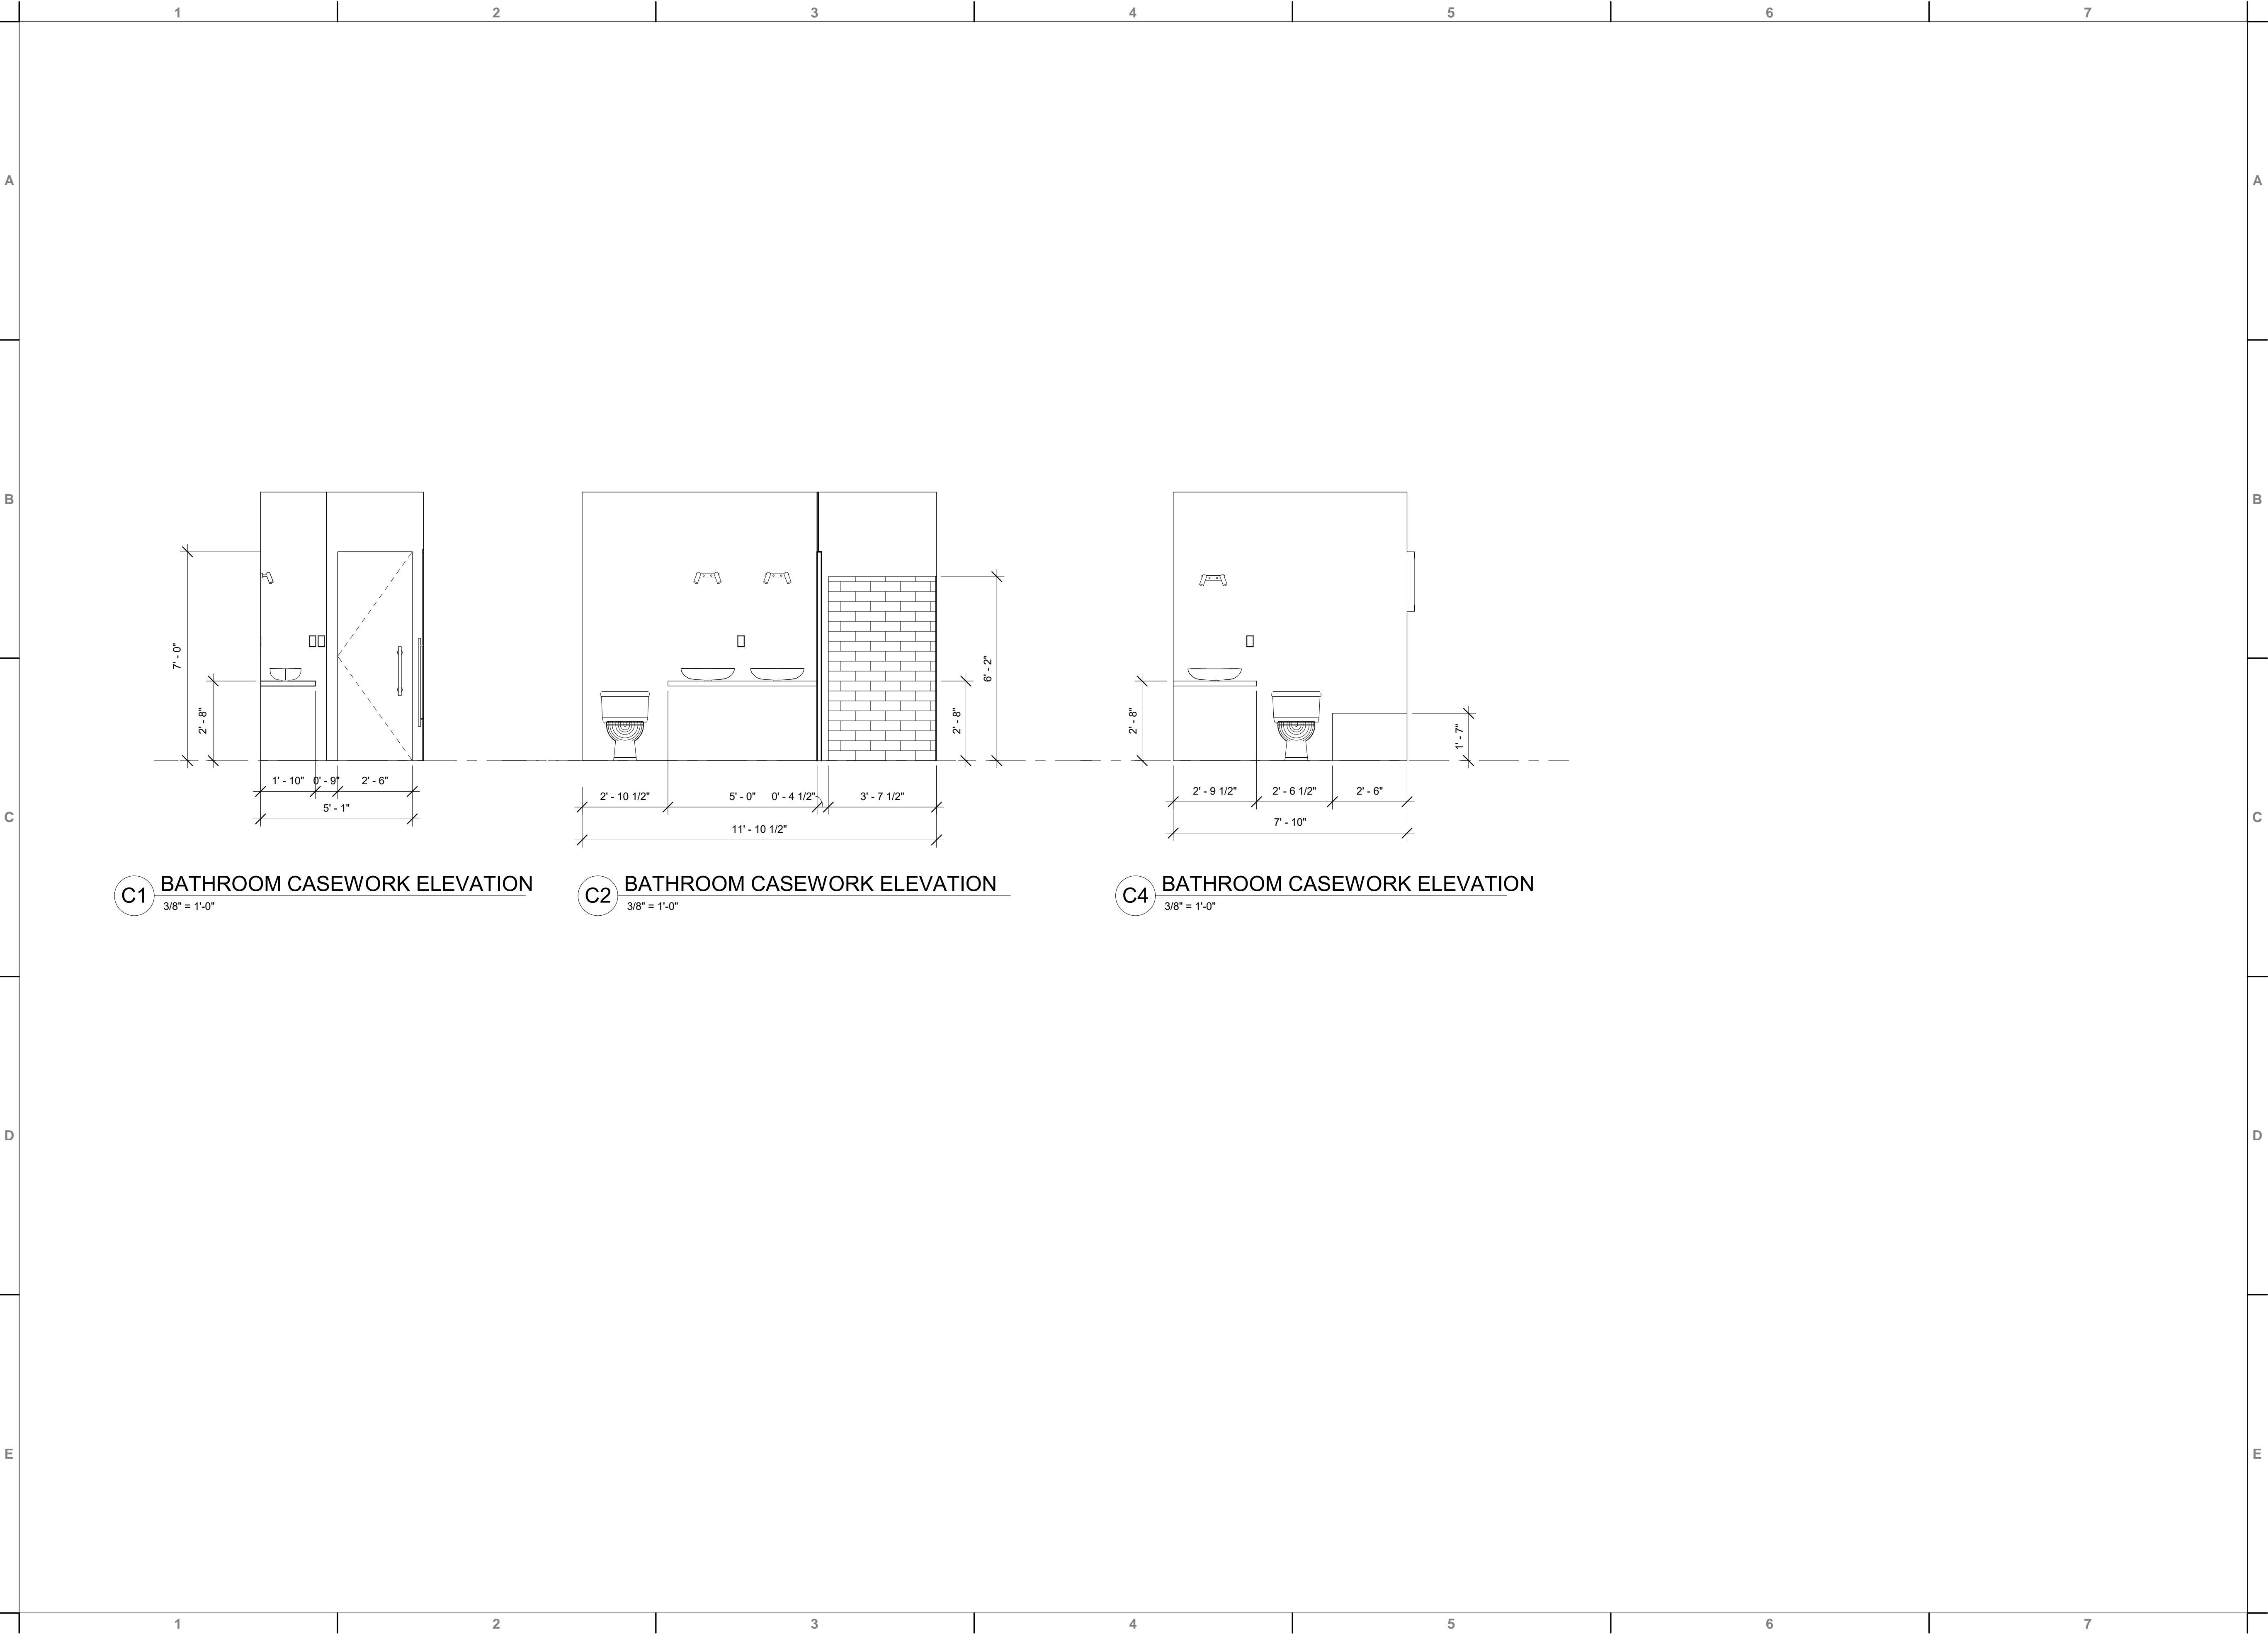 1 2 3 4 5 6 7
A A
B B
7' - 0"
2' - 8"
1' - 10" 0' - 9" 2' - 6"
5' - 1"
6' - 2"
2' - 8"
2' - 10 1/2" 5' - 0" 0' - 4 1/2" 3' - 7 1/2"
11' - 10 1/2"
2' - 8"
1' - 7"
2' - 9 1/2" 2' - 6 1/2" 2' - 6"
7' - 10"
C C
C1 BATHROOM CASEWORK ELEVATION
3/8" = 1'-0"
C2 BATHROOM CASEWORK ELEVATION
3/8" = 1'-0"
C4 BATHROOM CASEWORK ELEVATION
3/8" = 1'-0"
D D
E E
1 2 3 4 5 6 7